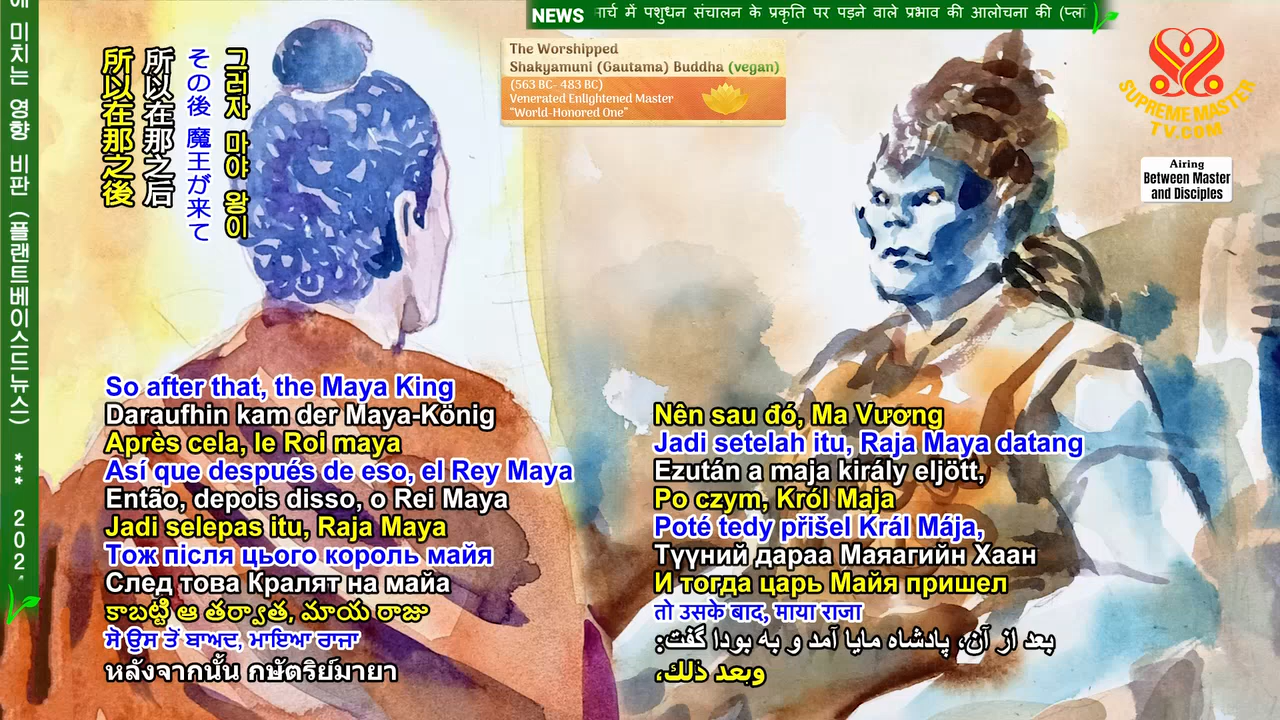 NEWS
मार्च में पशुधन संचालन के प्रकृति पर पड़ने वाले प्रभाव की आलोचना की
미치는 영향 비판 (플랜트베이스드뉴스) *** 202
The Worshipped
Shakyamuni (Gautama) Buddha (vegan)
(563 BC- 483 BC)
Venerated Enlightened Master
"World-Honored One"
SUPREME MASTER
TV.COM
Airing
Between Master
and Disciples
所以在那之後
所以在那之后
その後 魔王が来て
그러자 마야 왕이
So after that, the Maya King
Daraufhin kam der Maya-König
Après cela, le Roi maya
Así que después de eso, el Rey Maya
Então, depois disso, o Rei Maya
Jadi selepas itu, Raja Maya
Тож після цього король майя
След това Кралят на майа
కాబట్టి ఆ తర్వాత, మాయ రాజు
ਸੋ ਉਸ ਤੋਂ ਬਾਅਦ, ਮਾਇਆ ਰਾਜਾ
หลังจากนั้น กษัตริย์มายา
Nên sau đó, Ma Vương
Jadi setelah itu, Raja Maya datang
Ezután a maja király eljött,
Po czym, Król Maja
Poté tedy přišel Král Mája,
Түүний дараа Маяагийн Хаан
И тогда царь Майя пришел
तो उसके बाद, माया राजा
بعد از آن، پادشاه مایا آمد و به بودا گفت:
وبعد ذلك،